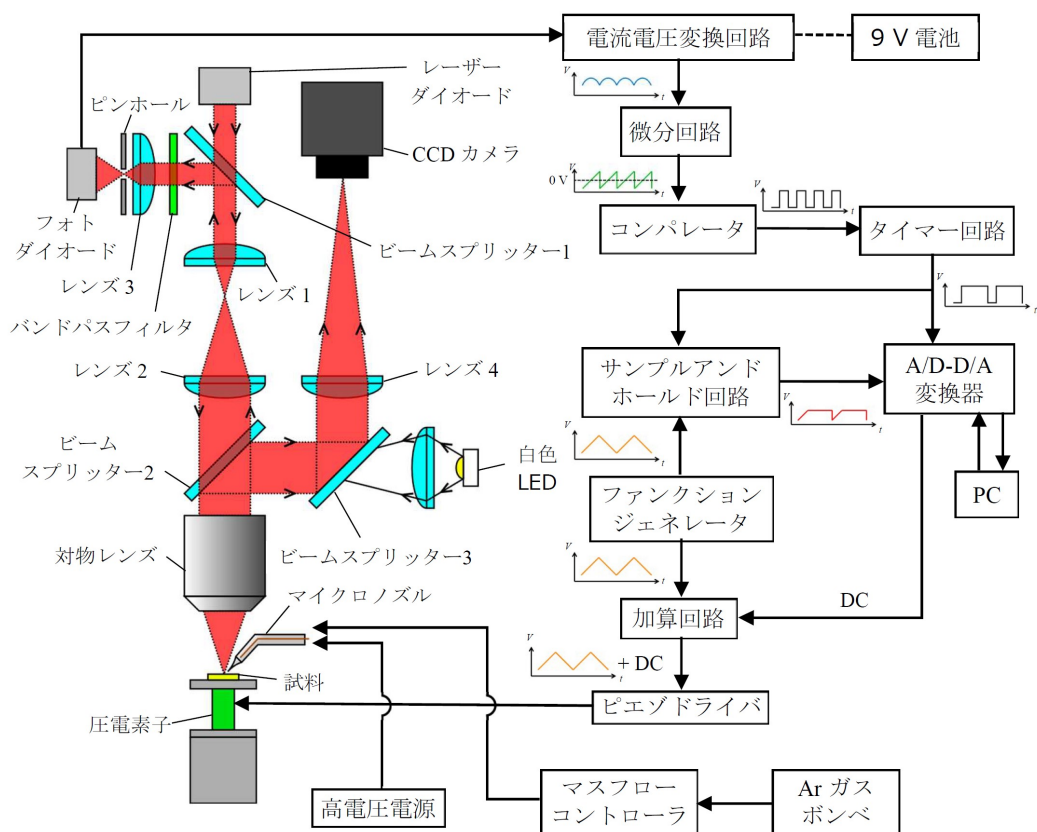 電流電圧変換回路
9 V 電池
レーザー
ダイオード
V
t
ピンホール
微分回路
CCD カメラ
V
0 V
t
V
t
フォト
ダイオード
コンパレータ
タイマー回路
ビームスプリッター1
レンズ 3
レンズ 1
V
t
バンドパスフィルタ
レンズ 2
レンズ 4
サンプルアンド
ホールド回路
A/D-D/A
変換器
V
t
V
t
ビーム
スプリッター2
白色
LED
ファンクション
ジェネレータ
PC
対物レンズ
ビームスプリッター3
V
t
マイクロノズル
加算回路
DC
V
t
+ DC
試料
ピエゾドライバ
圧電素子
高電圧電源
マスフロー
コントローラ
Ar ガス
ボンベ